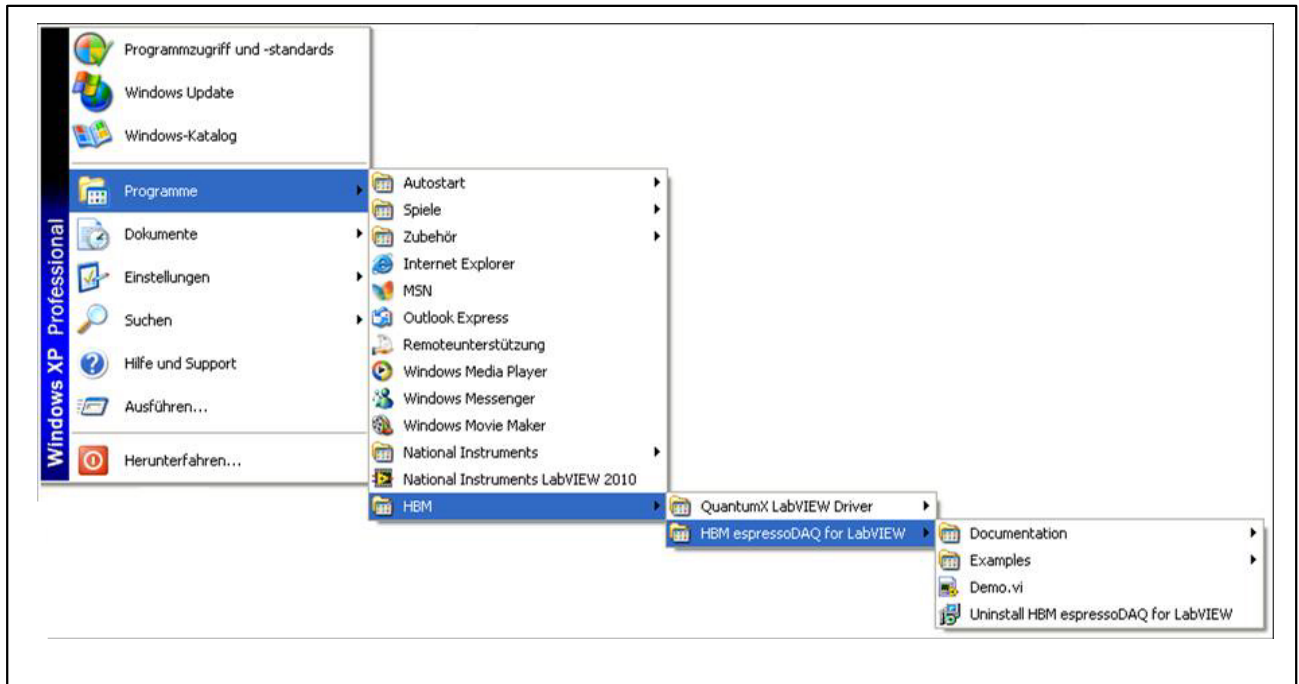 Windows XP Professional
Programmzugriff und -standards
Windows Update
Windows-Katalog
Programme
Dokumente
Einstellungen
Suchen
Hilfe und Support
Ausführen...
Herunterfahren...
Autostart
Spiele
Zubehör
Internet Explorer
MSN
Outlook Express
Remoteunterstützung
Windows Media Player
Windows Messenger
Windows Movie Maker
National Instruments
National Instruments LabVIEW 2010
HBM
QuantumX LabVIEW Driver
HBM espressoDAQ for LabVIEW
Documentation
Examples
Demo.vi
Uninstall HBM espressoDAQ for LabVIEW